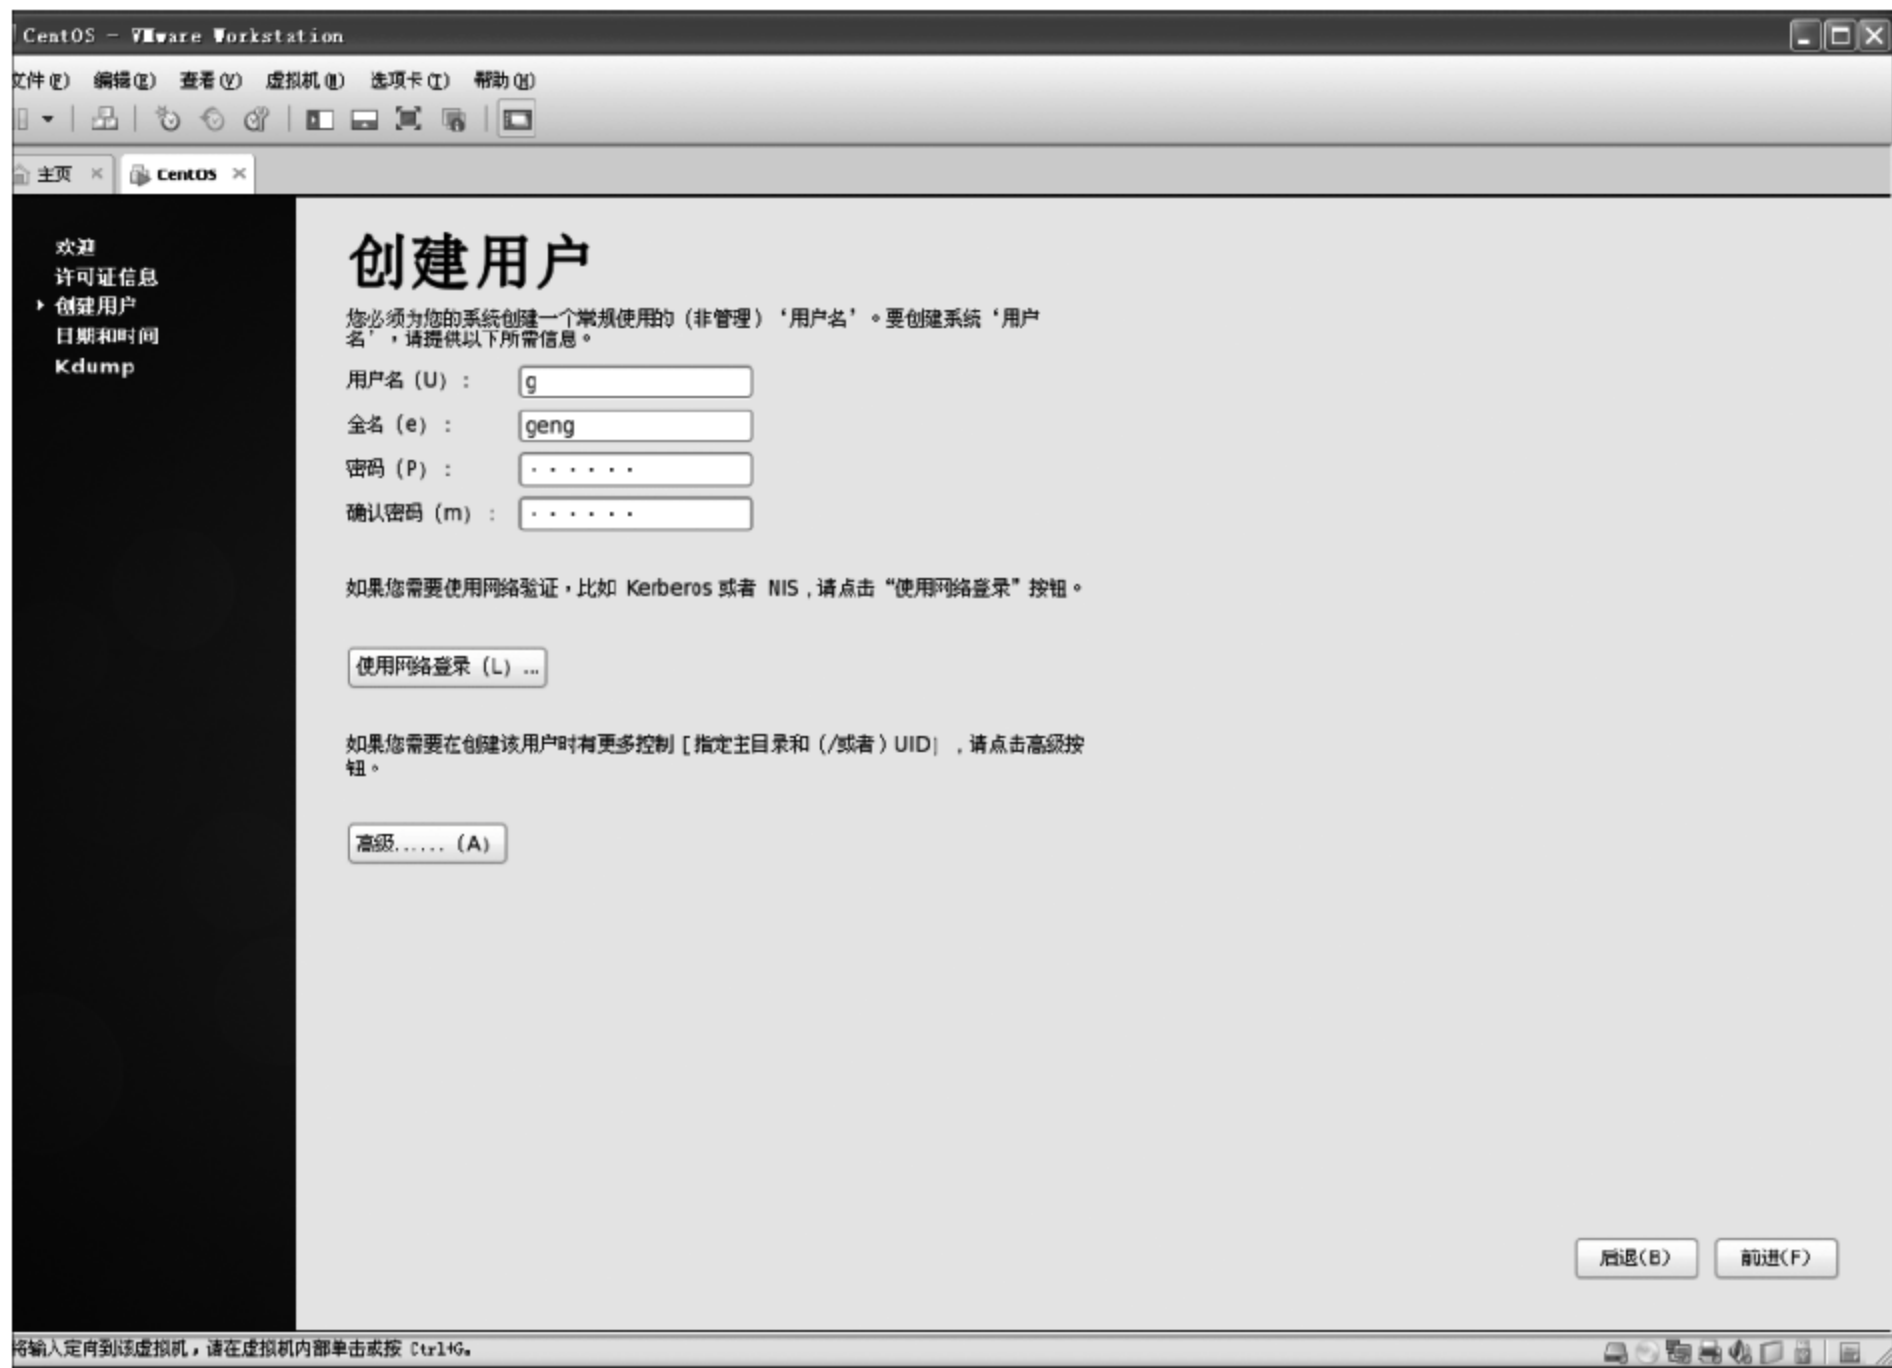 CentOS - VMware Workstation
文件(F) 编辑(E) 查看(V) 虚拟机(M) 选项卡(T) 帮助(H)
主页 CentOS
欢迎
许可证信息
创建用户
日期和时间
Kdump
创建用户
您必须为您的系统创建一个常规使用的（非管理）‘用户名’。要创建系统‘用户
名’，请提供以下所需信息。
用户名（U）： g
全名（e）： geng
密码（P）： ······
确认密码（m）： ······
如果您需要使用网络验证，比如 Kerberos 或者 NIS，请点击“使用网络登录”按钮。
使用网络登录（L）...
如果您需要在创建该用户时有更多控制 [指定主目录和（/或者）UID]，请点击高级按
钮。
高级......（A）
后退(B) 前进(F)
将输入定向到该虚拟机，请在虚拟机内部单击或按 Ctrl+G。